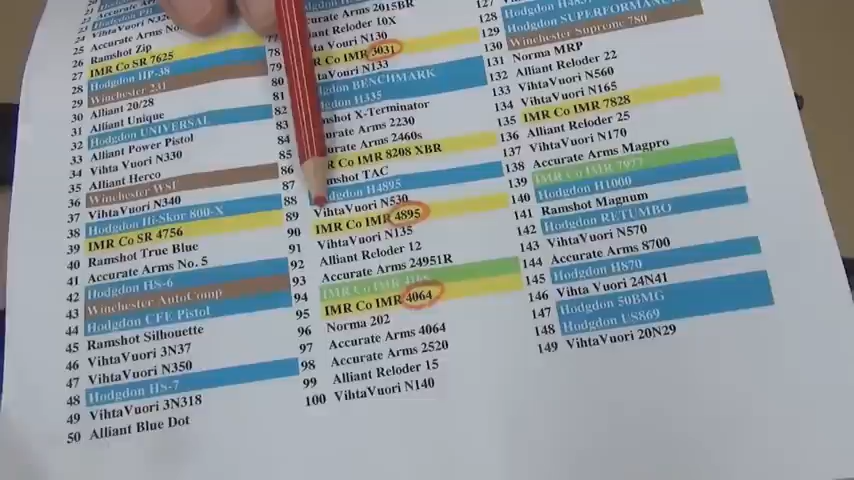 22 Accurate
23 Hodgdon
24 VihtaVuori N32
25 Accurate Arms No.
26 Ramshot Zip
27 IMR Co SR 7625
28 Hodgdon HP-38
29 Winchester 231
30 Alliant 20/28
31 Alliant Unique
32 Hodgdon UNIVERSAL
33 Alliant Power Pistol
34 Vihta Vuori N330
35 Alliant Herco
36 Winchester WSF
37 VihtaVuori N340
38 Hodgdon Hi-Skor 800-X
39 IMR Co SR 4756
40 Ramshot True Blue
41 Accurate Arms No. 5
42 Hodgdon HS-6
43 Winchester AutoComp
44 Hodgdon CFE Pistol
45 Ramshot Silhouette
46 VihtaVuori 3N37
47 VihtaVuori N350
48 Hodgdon HS-7
49 VihtaVuori 3N318
50 Alliant Blue Dot
Arms 2015BR
Reloder 10X
Vuori N130
Co IMR 3031
78 Vuori N133
79 BENCHMARK
80 H335
81 X-Terminator
82 Arms 2230
83 Arms 2460s
84 Co IMR 8208 XBR
85 TAC
86 Hodgdon H4895
87 VihtaVuori N530
88 IMR Co IMR 4895
89 VihtaVuori N135
90 Alliant Reloder 12
91 Accurate Arms 24951R
92
93 IMR Co IMR 4064
94
95 Norma 202
96 Accurate Arms 4064
97 Accurate Arms 2520
98 Alliant Reloder 15
99 VihtaVuori N140
100
127
128 Hodgdon SUPERFORMANCE
129 Winchester Supreme 780
130 Norma MRP
131 Alliant Reloder 22
132 VihtaVuori N560
133 VihtaVuori N165
134 IMR Co IMR 7828
135 Alliant Reloder 25
136 VihtaVuori N170
137 Accurate Arms Magpro
138 IMR Co IMR 7977
139 Hodgdon H1000
140 Ramshot Magnum
141 Hodgdon RETUMBO
142 VihtaVuori N570
143 Accurate Arms 8700
144 Hodgdon H870
145 Vihta Vuori 24N41
146 Hodgdon 50BMG
147 Hodgdon US869
148 VihtaVuori 20N29
149